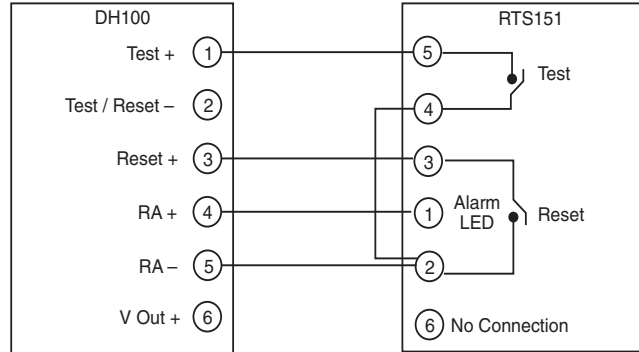 DH100
Test + 1
Test / Reset – 2
Reset + 3
RA + 4
RA – 5
V Out + 6
RTS151
5
Test
4
3
1 Alarm
LED
Reset
2
6 No Connection